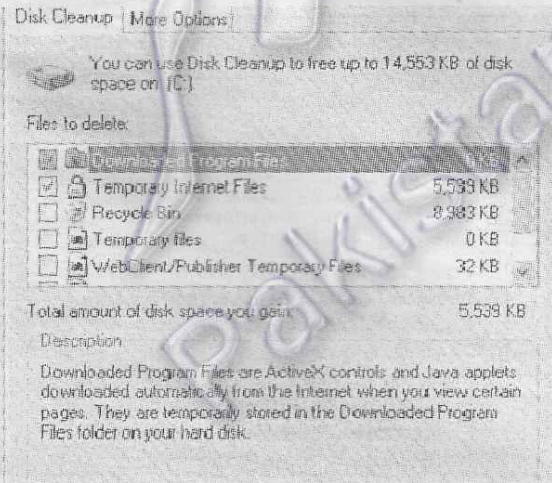 Disk Cleanup More Options
You can use Disk Cleanup to free up to 14,553 KB of disk
space on (C:).
Files to delete:
Downloaded Program Files 0 KB
Temporary Internet Files 5,539 KB
Recycle Bin 8,983 KB
Temporary files 0 KB
WebClient/Publisher Temporary Files 32 KB
Total amount of disk space you gain: 5,539 KB
Description
Downloaded Program Files are ActiveX controls and Java applets
downloaded automatically from the Internet when you view certain
pages. They are temporarily stored in the Downloaded Program
Files folder on your hard disk.
Pakistan